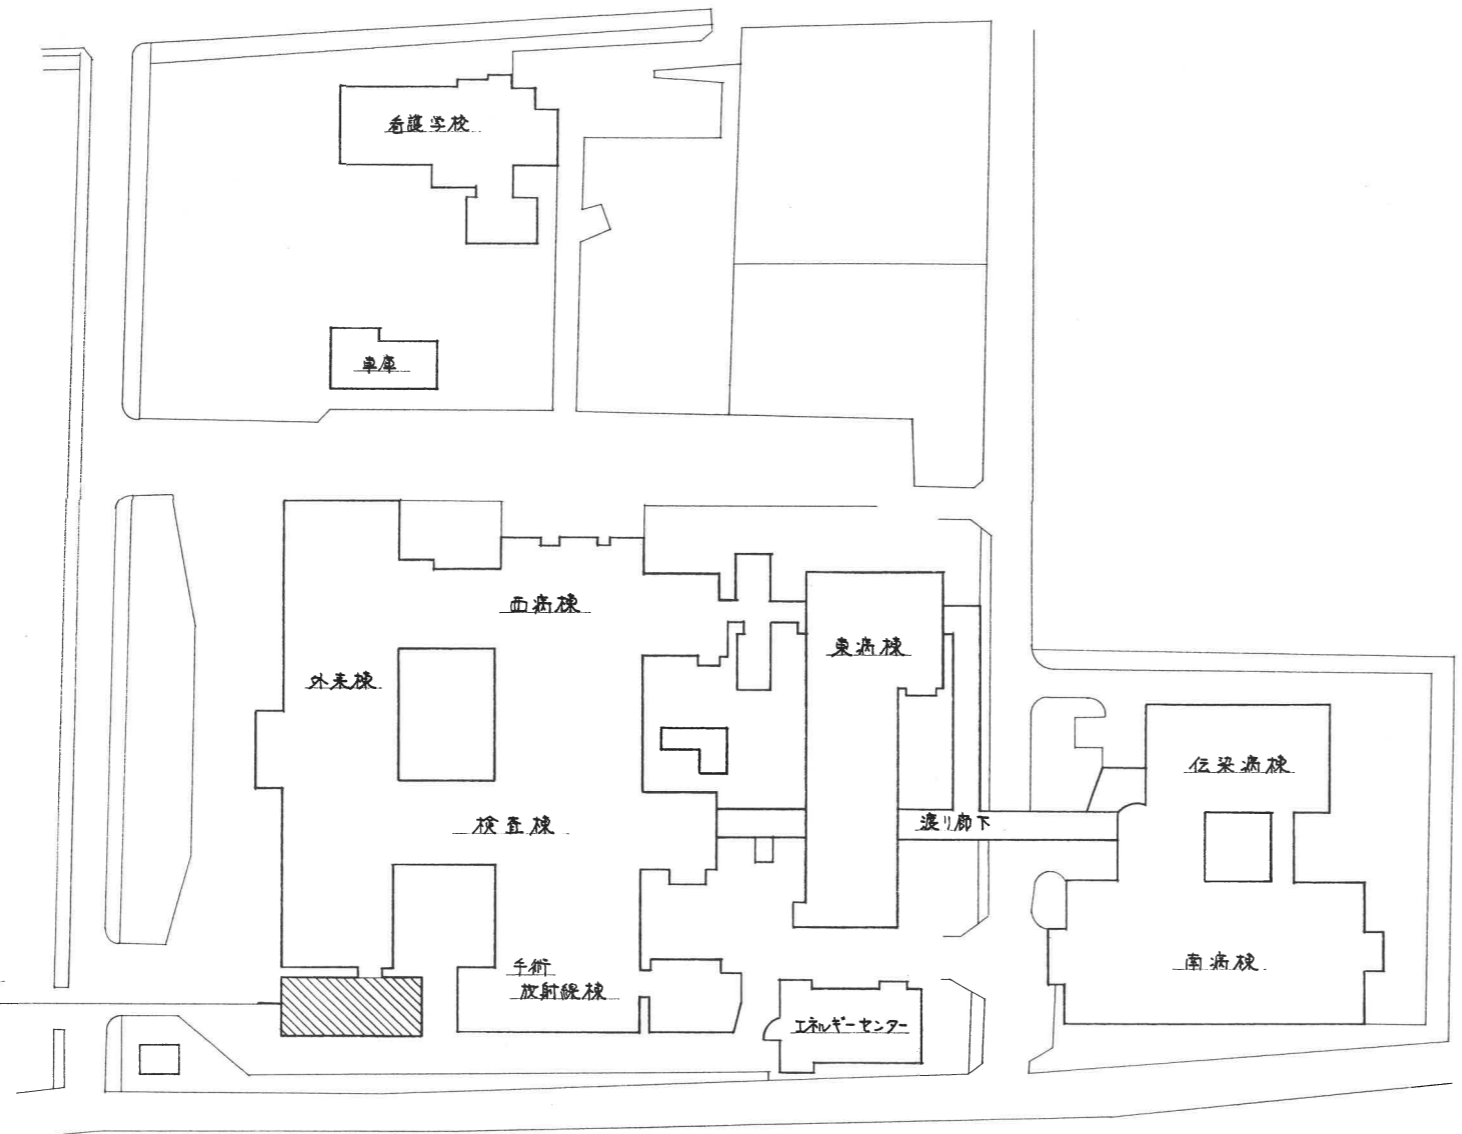 看護学校
車庫
西病棟
東病棟
外来棟
伝染病棟
検査棟
渡り廊下
手術
放射線棟
南病棟
エネルギーセンター